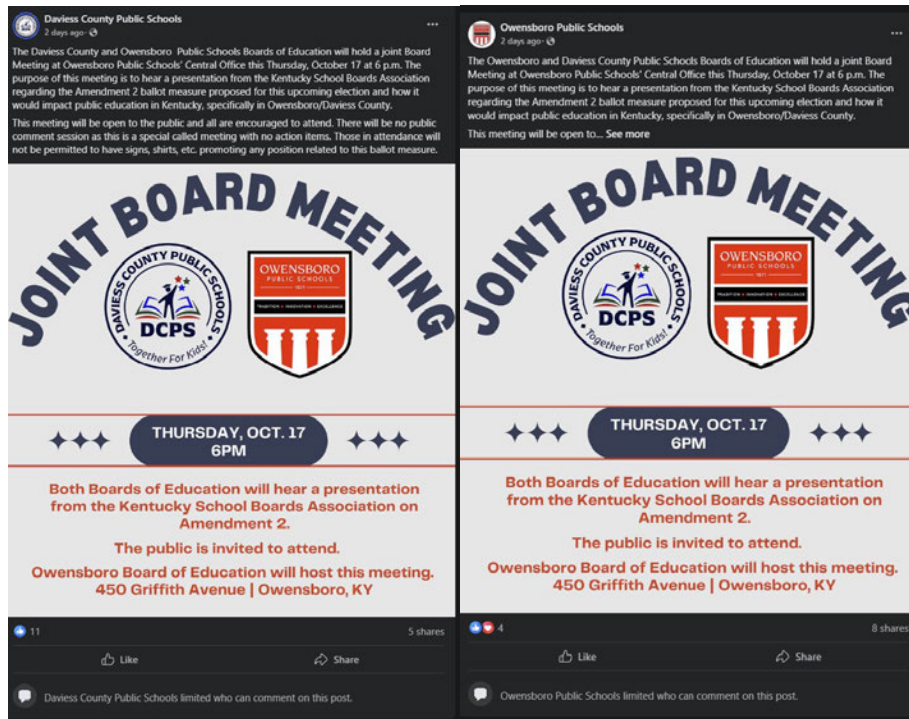 Daviess County Public Schools
2 days ago ·
The Daviess County and Owensboro Public Schools Boards of Education will hold a joint Board
Meeting at Owensboro Public Schools' Central Office this Thursday, October 17 at 6 p.m. The
purpose of this meeting is to hear a presentation from the Kentucky School Boards Association
regarding the Amendment 2 ballot measure proposed for this upcoming election and how it
would impact public education in Kentucky, specifically in Owensboro/Daviess County.
This meeting will be open to the public and all are encouraged to attend. There will be no public
comment session as this is a special called meeting with no action items. Those in attendance will
not be permitted to have signs, shirts, etc. promoting any position related to this ballot measure.
JOINT BOARD MEETING
DAVIESS COUNTY PUBLIC SCHOOLS
DCPS
Together For Kids!
OWENSBORO
PUBLIC SCHOOLS
1871
TRADITION • INNOVATION • EXCELLENCE
THURSDAY, OCT. 17
6PM
Both Boards of Education will hear a presentation
from the Kentucky School Boards Association on
Amendment 2.
The public is invited to attend.
Owensboro Board of Education will host this meeting.
450 Griffith Avenue | Owensboro, KY
11
5 shares
Like
Share
Daviess County Public Schools limited who can comment on this post.
Owensboro Public Schools
2 days ago ·
The Owensboro and Daviess County Public Schools Boards of Education will hold a joint Board
Meeting at Owensboro Public Schools' Central Office this Thursday, October 17 at 6 p.m. The
purpose of this meeting is to hear a presentation from the Kentucky School Boards Association
regarding the Amendment 2 ballot measure proposed for this upcoming election and how it
would impact public education in Kentucky, specifically in Owensboro/Daviess County.
This meeting will be open to... See more
JOINT BOARD MEETING
DAVIESS COUNTY PUBLIC SCHOOLS
DCPS
Together For Kids!
OWENSBORO
PUBLIC SCHOOLS
1871
TRADITION • INNOVATION • EXCELLENCE
THURSDAY, OCT. 17
6PM
Both Boards of Education will hear a presentation
from the Kentucky School Boards Association on
Amendment 2.
The public is invited to attend.
Owensboro Board of Education will host this meeting.
450 Griffith Avenue | Owensboro, KY
4
8 shares
Like
Share
Owensboro Public Schools limited who can comment on this post.